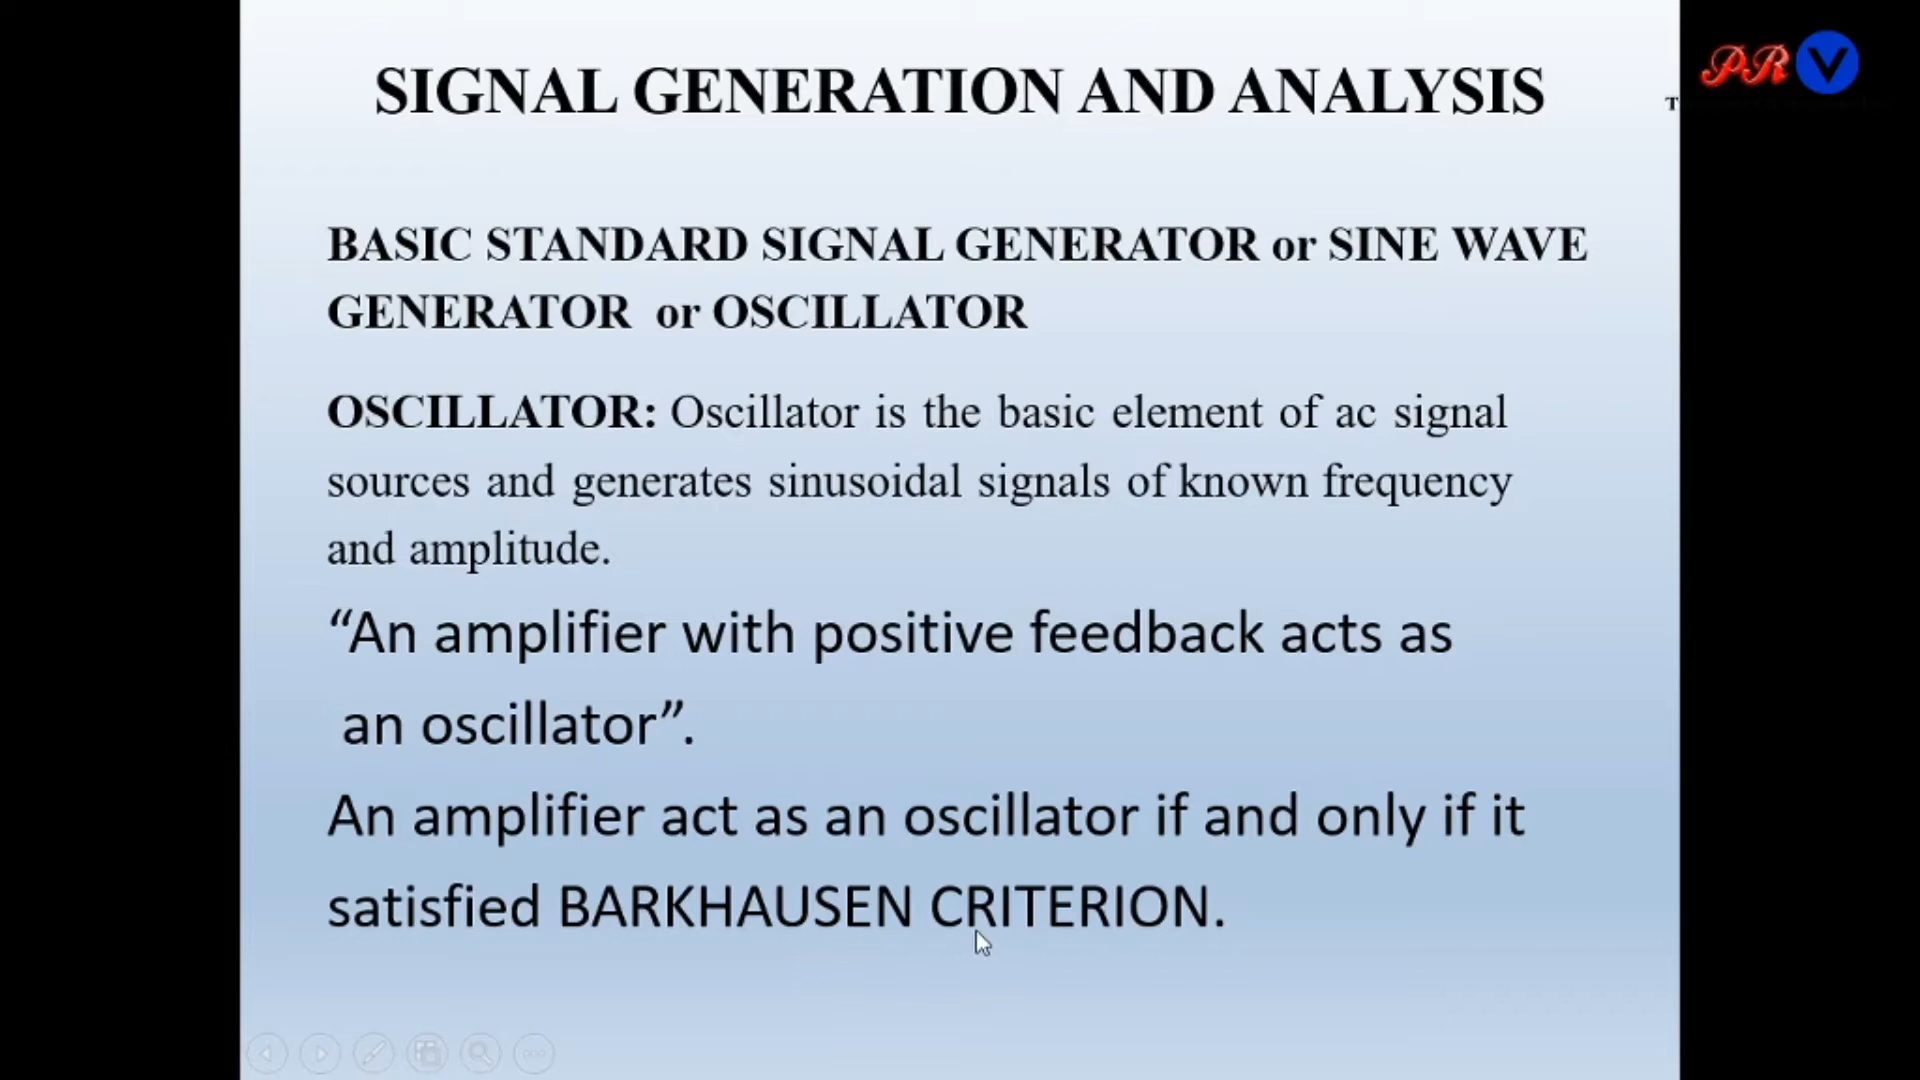 SIGNAL GENERATION AND ANALYSIS
PR V
T
BASIC STANDARD SIGNAL GENERATOR or SINE WAVE
GENERATOR or OSCILLATOR
OSCILLATOR: Oscillator is the basic element of ac signal
sources and generates sinusoidal signals of known frequency
and amplitude.
“An amplifier with positive feedback acts as
an oscillator”.
An amplifier act as an oscillator if and only if it
satisfied BARKHAUSEN CRITERION.